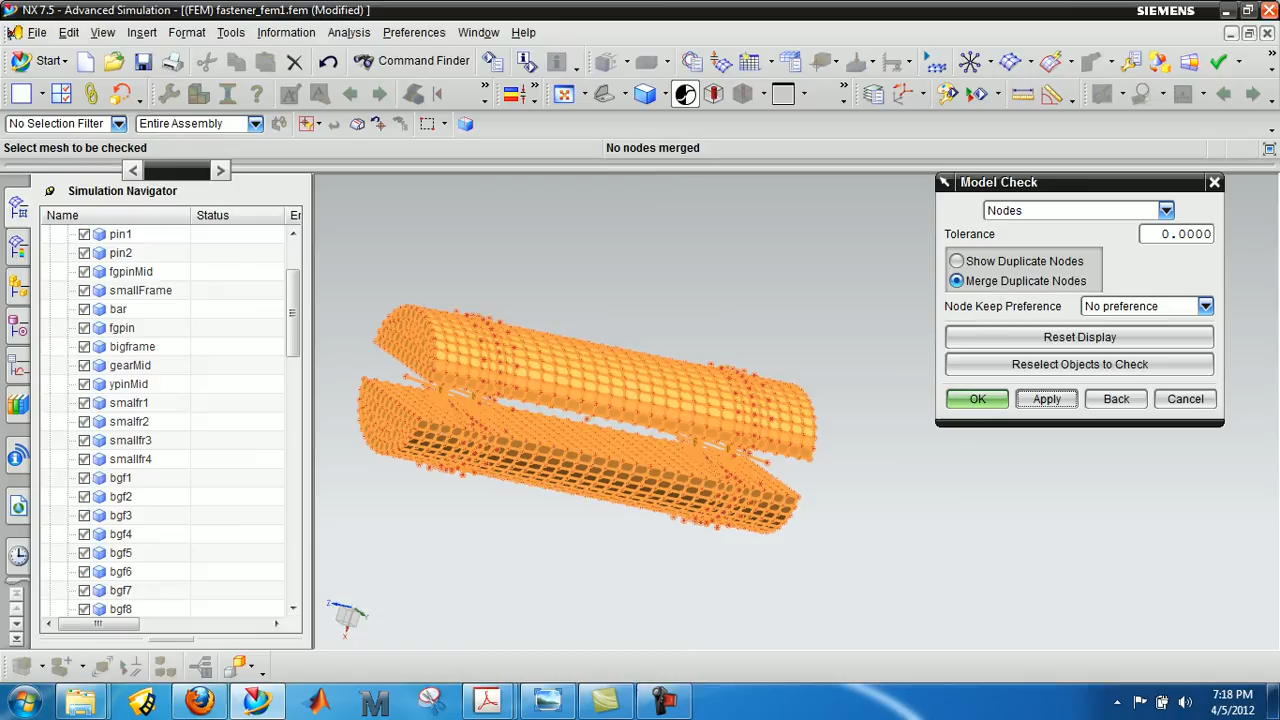 NX 7.5 - Advanced Simulation - [(FEM) fastener_fem1.fem (Modified) ]
SIEMENS
File Edit View Insert Format Tools Information Analysis Preferences Window Help
Start
Command Finder
No Selection Filter
Entire Assembly
Select mesh to be checked
No nodes merged
Simulation Navigator
Name Status Er
pin1
pin2
fgpinMid
smallFrame
bar
fgpin
bigframe
gearMid
ypinMid
smalfr1
smallfr2
smallfr3
smallfr4
bgf1
bgf2
bgf3
bgf4
bgf5
bgf6
bgf7
bgf8
Model Check
Nodes
Tolerance 0.0000
Show Duplicate Nodes
Merge Duplicate Nodes
Node Keep Preference No preference
Reset Display
Reselect Objects to Check
OK Apply Back Cancel
Z Y
X
7:18 PM
4/5/2012